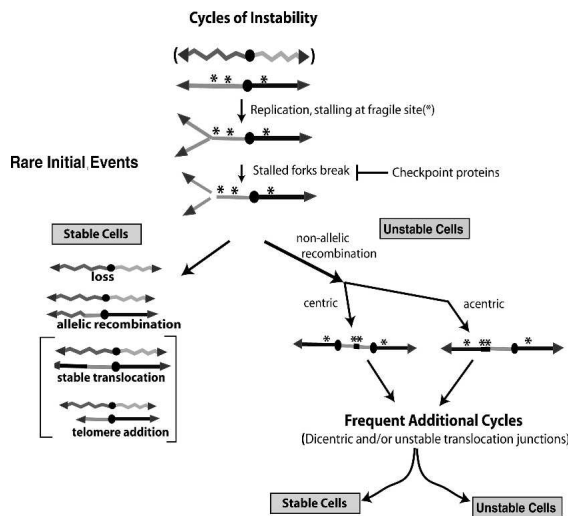 Cycles of Instability
( )
* * *
Replication, stalling at fragile site(*)
* * *
Rare Initial Events
Stalled forks break
Checkpoint proteins
* * *
Stable Cells
Unstable Cells
non-allelic
recombination
loss
centric
acentric
allelic recombination
* ** *
* ** *
stable translocation
telomere addition
Frequent Additional Cycles
(Dicentric and/or unstable translocation junctions)
Stable Cells
Unstable Cells